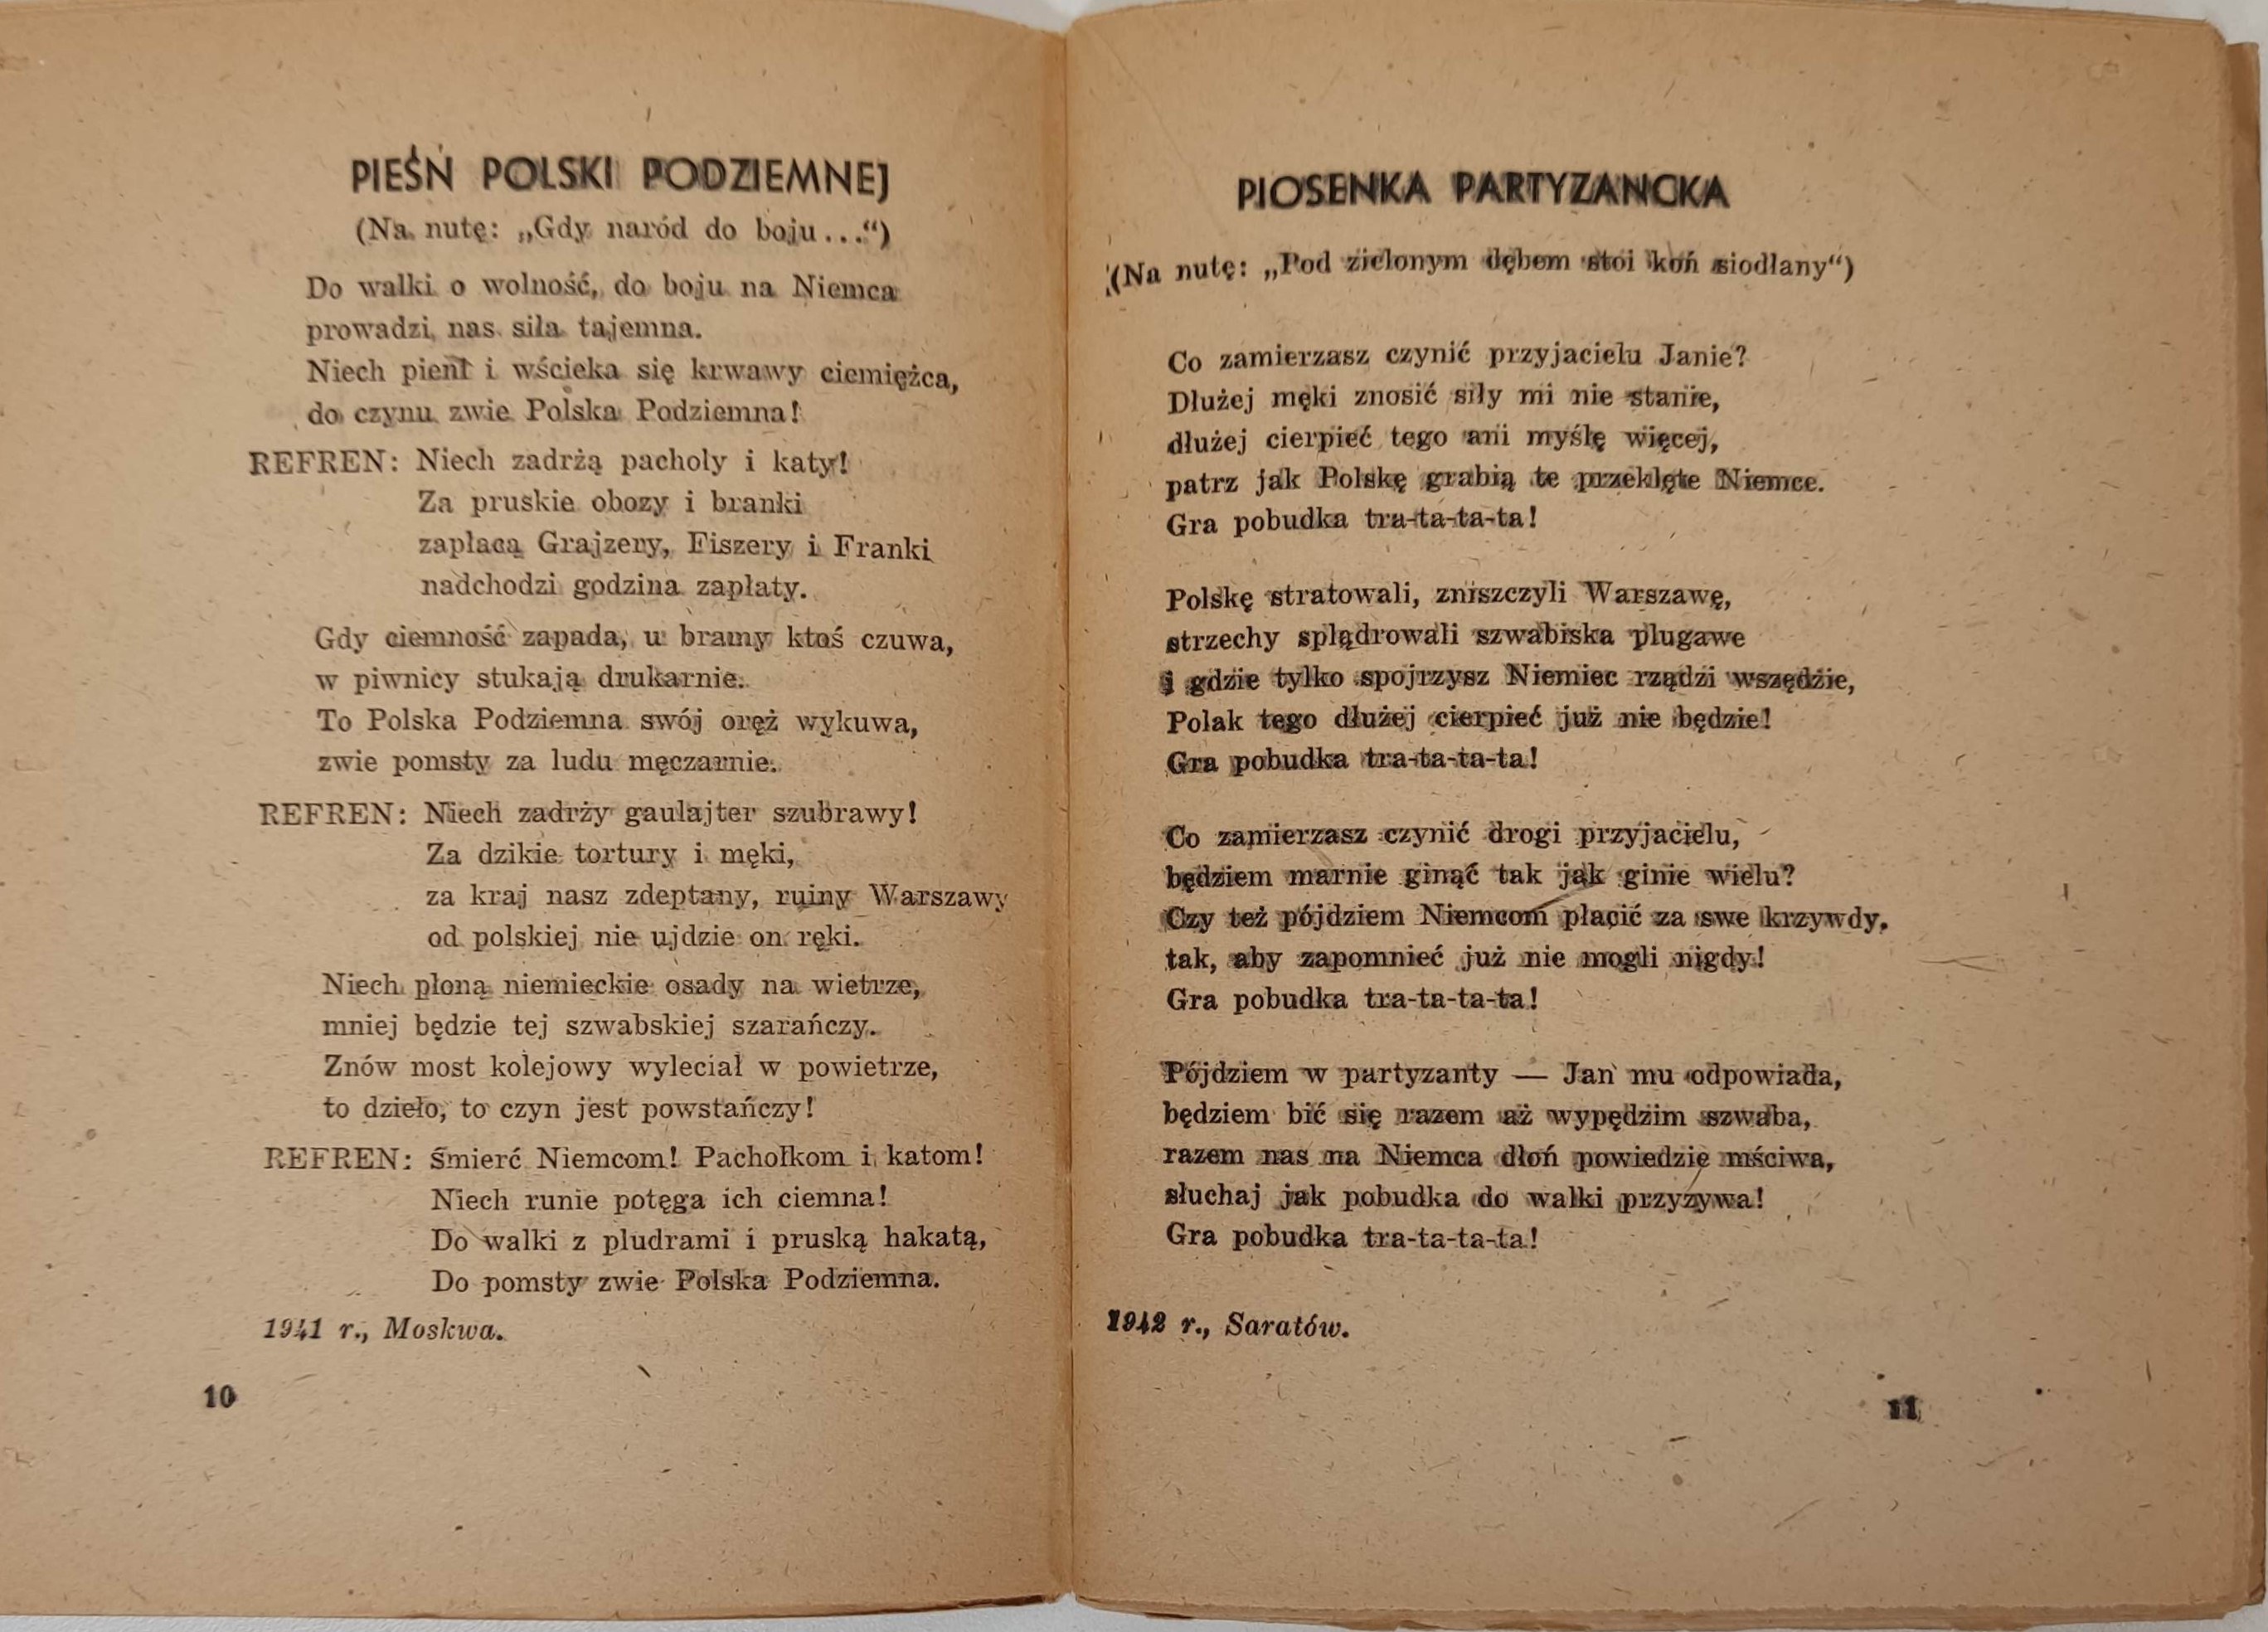 PIEŚŃ POLSKI PODZIEMNEJ
(Na nutę: „Gdy naród do boju...“)
Do walki o wolność, do boju na Niemca
prowadzi nas siła tajemna.
Niech pieni i wścieka się krwawy ciemiężca,
do czynu zwie Polska Podziemna!
REFREN: Niech zadrżą pachoły i katy!
Za pruskie obozy i branki
zapłacą Grajzery, Fiszery i Franki
nadchodzi godzina zapłaty.
Gdy ciemność zapada, u bramy ktoś czuwa,
w piwnicy stukają drukarnie.
To Polska Podziemna swój oręż wykuwa,
zwie pomsty za ludu męczarnie.
REFREN: Niech zadrży gaulajter szubrawy!
Za dzikie tortury i męki,
za kraj nasz zdeptany, ruiny Warszawy
od polskiej nie ujdzie on ręki.
Niech płoną niemieckie osady na wietrze,
mniej będzie tej szwabskiej szarańczy.
Znów most kolejowy wyleciał w powietrze,
to dzieło, to czyn jest powstańczy!
REFREN: śmierć Niemcom! Pachołkom i katom!
Niech runie potęga ich ciemna!
Do walki z pludrami i pruską hakatą,
Do pomsty zwie Polska Podziemna.
1941 r., Moskwa.
10
PIOSENKA PARTYZANCKA
(Na nutę: „Pod zielonym dębem stoi koń siodłany“)
Co zamierzasz czynić przyjacielu Janie?
Dłużej męki znosić siły mi nie stanie,
dłużej cierpieć tego ani myślę więcej,
patrz jak Polskę grabią te przeklęte Niemce.
Gra pobudka tra-ta-ta-ta!
Polskę stratowali, zniszczyli Warszawę,
strzechy splądrowali szwabiska plugawe
i gdzie tylko spojrzysz Niemiec rządzi wszędzie,
Polak tego dłużej cierpieć już nie będzie!
Gra pobudka tra-ta-ta-ta!
Co zamierzasz czynić drogi przyjacielu,
będziem marnie ginąć tak jak ginie wielu?
Czy też pójdziem Niemcom płacić za swe krzywdy,
tak, aby zapomnieć już nie mogli nigdy!
Gra pobudka tra-ta-ta-ta!
Pójdziem w partyzanty — Jan mu odpowiada,
będziem bić się razem aż wypędzim szwaba,
razem nas na Niemca dłoń powiedzie mściwa,
słuchaj jak pobudka do walki przyzywa!
Gra pobudka tra-ta-ta-ta!
1942 r., Saratów.
11